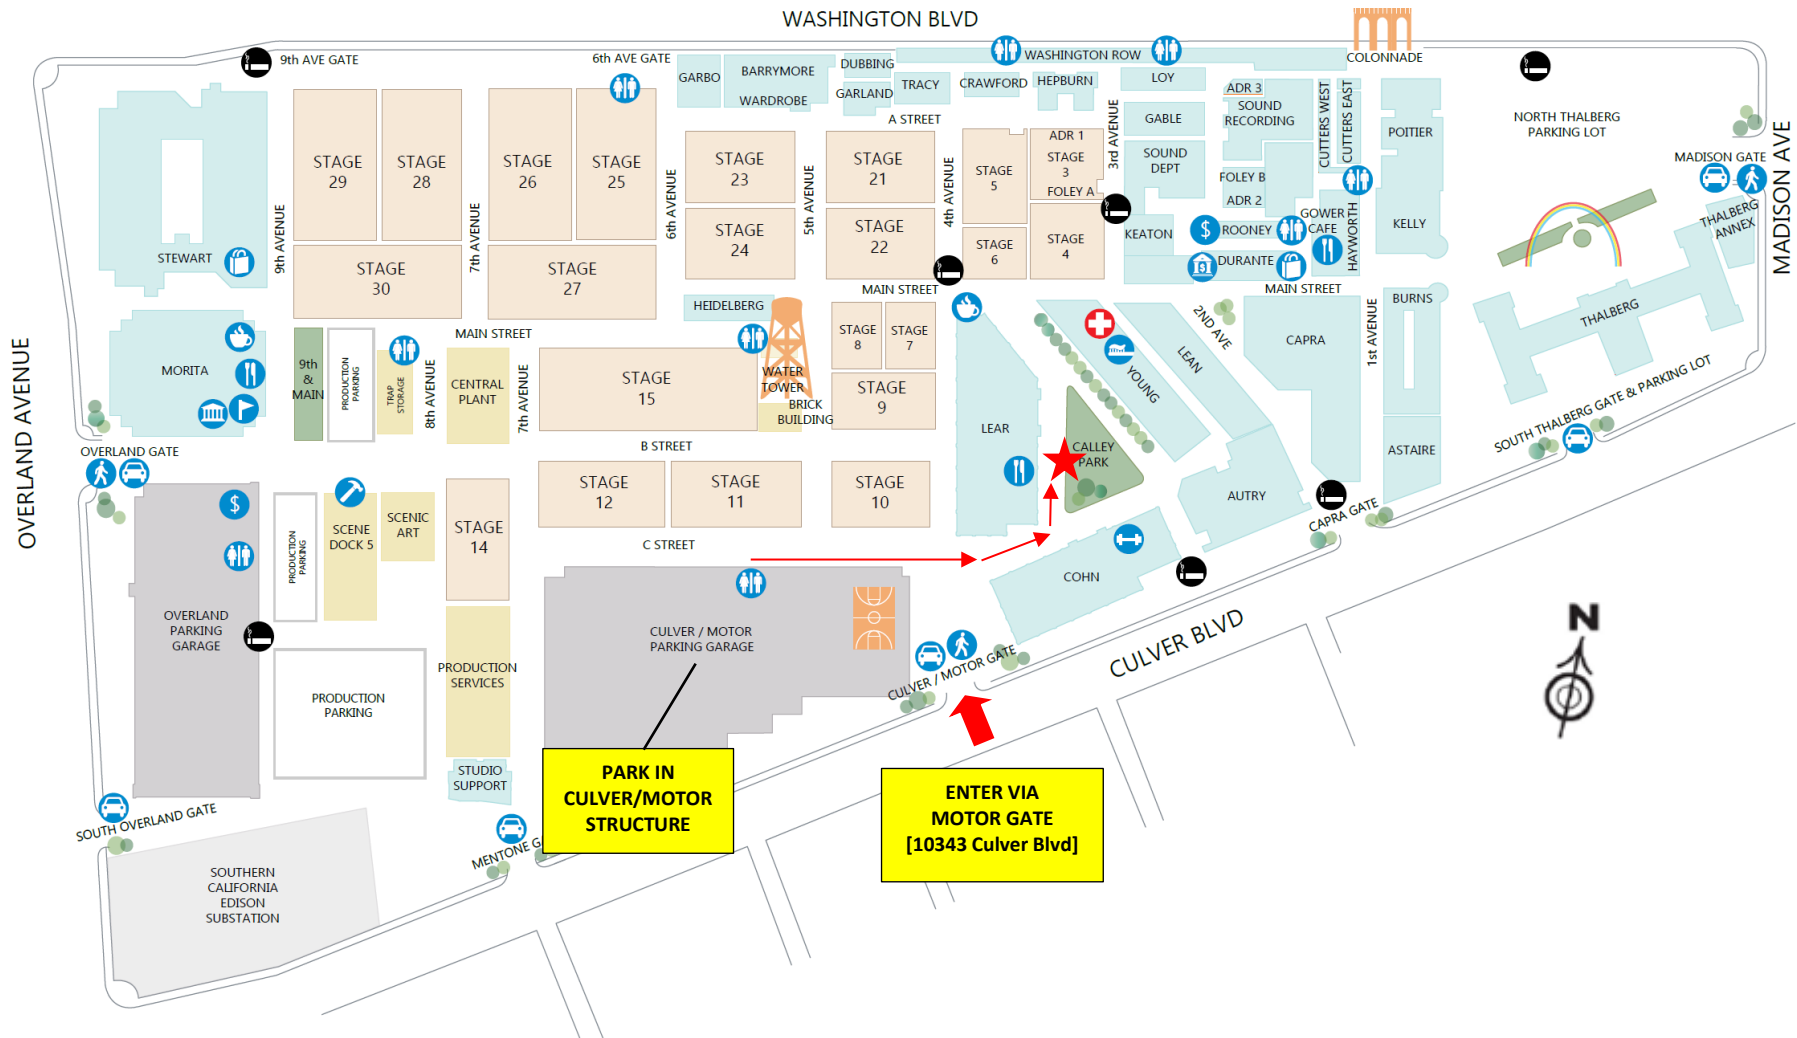 WASHINGTON BLVD
9th AVE GATE
6th AVE GATE
GARBO
BARRYMORE
WARDROBE
DUBBING
GARLAND
TRACY
WASHINGTON ROW
CRAWFORD
HEPBURN
LOY
COLONNADE
A STREET
ADR 3
SOUND
RECORDING
CUTTERS WEST
CUTTERS EAST
POITIER
NORTH THALBERG
PARKING LOT
MADISON GATE
MADISON AVE
STAGE
29
STAGE
28
STAGE
26
STAGE
25
STAGE
23
STAGE
21
STAGE
5
ADR 1
STAGE
3
FOLEY A
3rd AVENUE
GABLE
SOUND
DEPT
FOLEY B
ADR 2
6th AVENUE
5th AVENUE
4th AVENUE
STEWART
9th AVENUE
7th AVENUE
STAGE
24
STAGE
22
STAGE
6
STAGE
4
KEATON
$
ROONEY
GOWER
CAFE
HAYWORTH
KELLY
THALBERG
ANNEX
STAGE
30
STAGE
27
DURANTE
MAIN STREET
MAIN STREET
HEIDELBERG
MAIN STREET
BURNS
THALBERG
2ND AVE
1st AVENUE
OVERLAND AVENUE
MORITA
9th
&
MAIN
PRODUCTION
PARKING
TRAP
STORAGE
8th AVENUE
CENTRAL
PLANT
7th AVENUE
STAGE
15
WATER
TOWER
BRICK
BUILDING
STAGE
8
STAGE
7
STAGE
9
LEAR
YOUNG
LEAN
CAPRA
SOUTH THALBERG GATE & PARKING LOT
OVERLAND GATE
B STREET
CALLEY
PARK
ASTAIRE
$
PRODUCTION
PARKING
SCENE
DOCK 5
SCENIC
ART
STAGE
14
STAGE
12
STAGE
11
STAGE
10
AUTRY
CAPRA GATE
C STREET
COHN
OVERLAND
PARKING
GARAGE
CULVER / MOTOR
PARKING GARAGE
CULVER BLVD
N
PRODUCTION
PARKING
PRODUCTION
SERVICES
CULVER / MOTOR GATE
STUDIO
SUPPORT
PARK IN
CULVER/MOTOR
STRUCTURE
ENTER VIA
MOTOR GATE
[10343 Culver Blvd]
SOUTH OVERLAND GATE
MENTONE
SOUTHERN
CALIFORNIA
EDISON
SUBSTATION